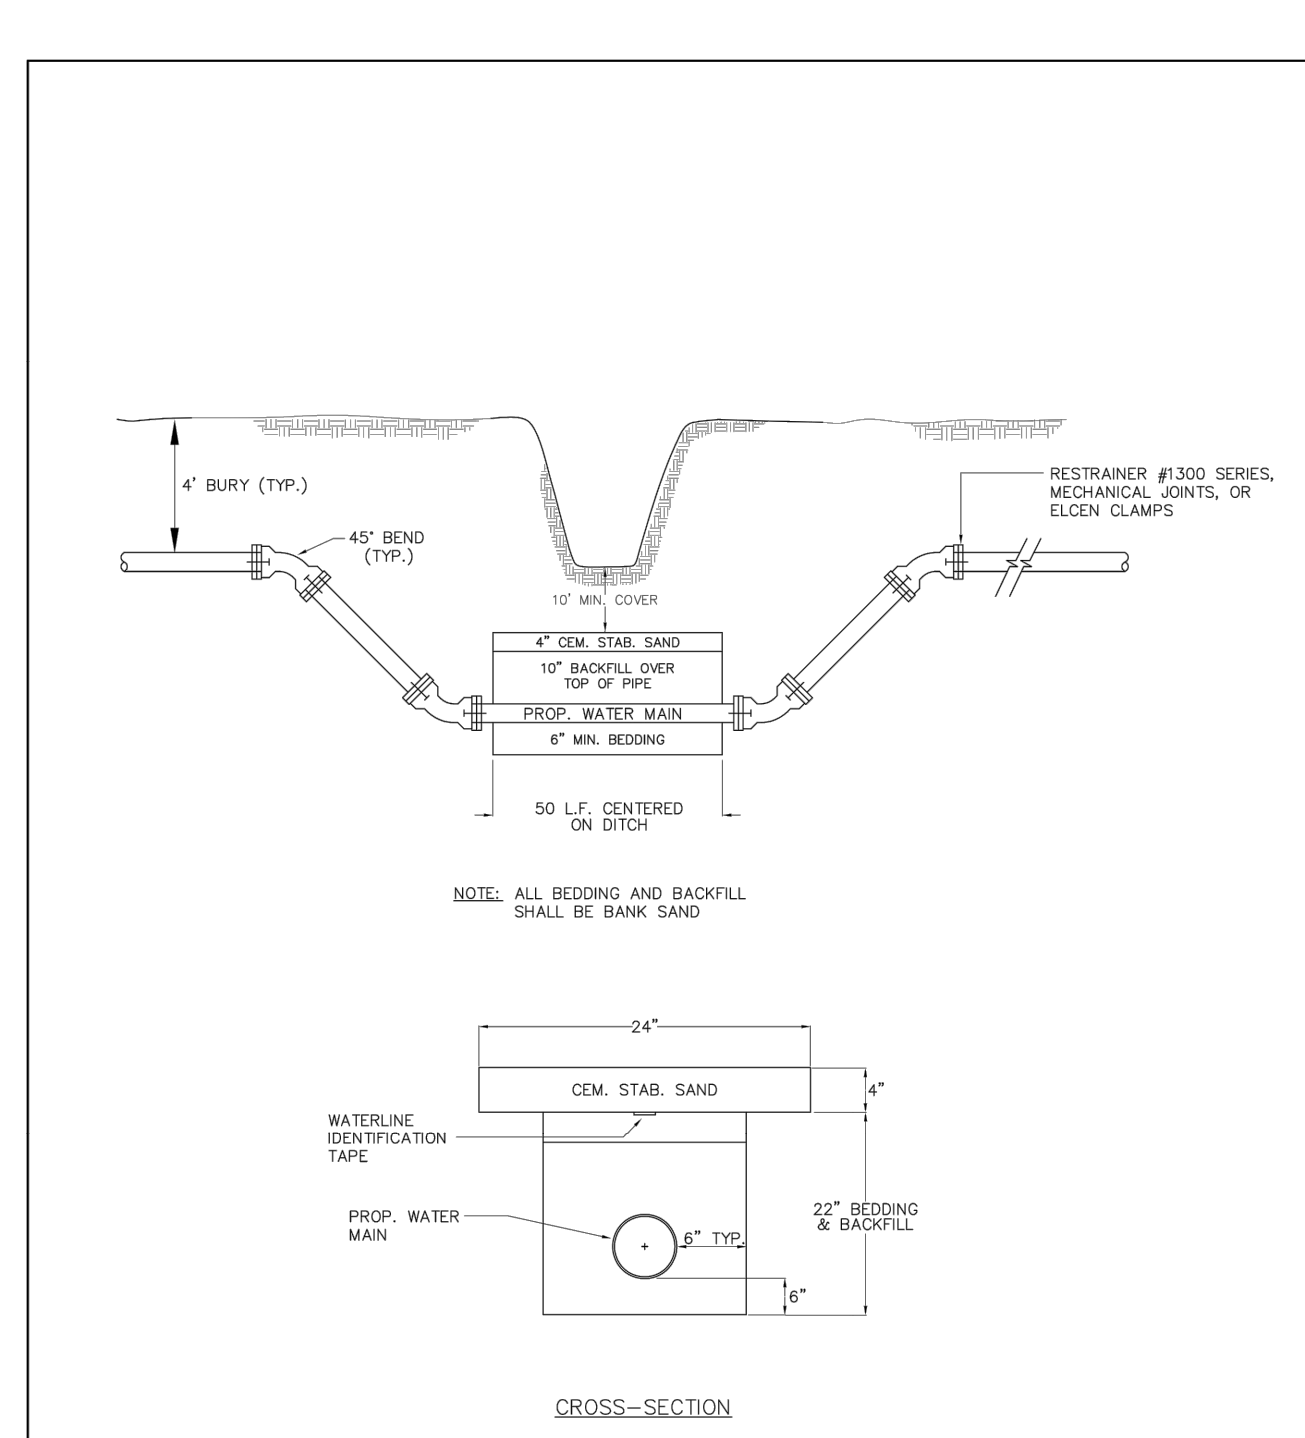 4' BURY (TYP.)
45° BEND
(TYP.)
RESTRAINER #1300 SERIES,
MECHANICAL JOINTS, OR
ELCEN CLAMPS
10' MIN. COVER
4" CEM. STAB. SAND
10" BACKFILL OVER
TOP OF PIPE
PROP. WATER MAIN
6" MIN. BEDDING
50 L.F. CENTERED
ON DITCH
NOTE: ALL BEDDING AND BACKFILL
SHALL BE BANK SAND
24"
CEM. STAB. SAND
4"
WATERLINE
IDENTIFICATION
TAPE
PROP. WATER
MAIN
6" TYP.
22" BEDDING
& BACKFILL
6"
CROSS-SECTION